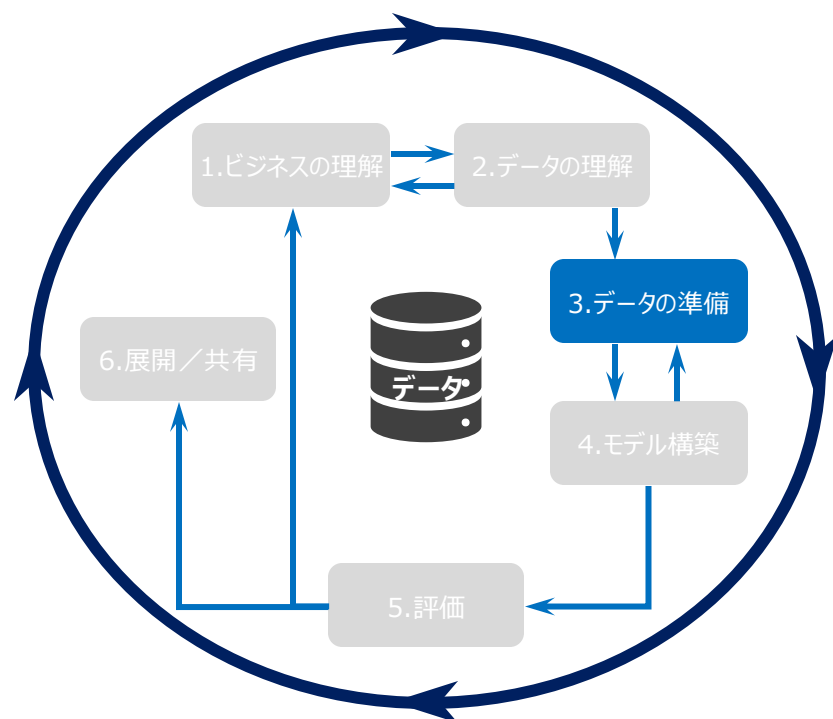 1.ビジネスの理解
2.データの理解
3.データの準備
6.展開／共有
データ
4.モデル構築
5.評価